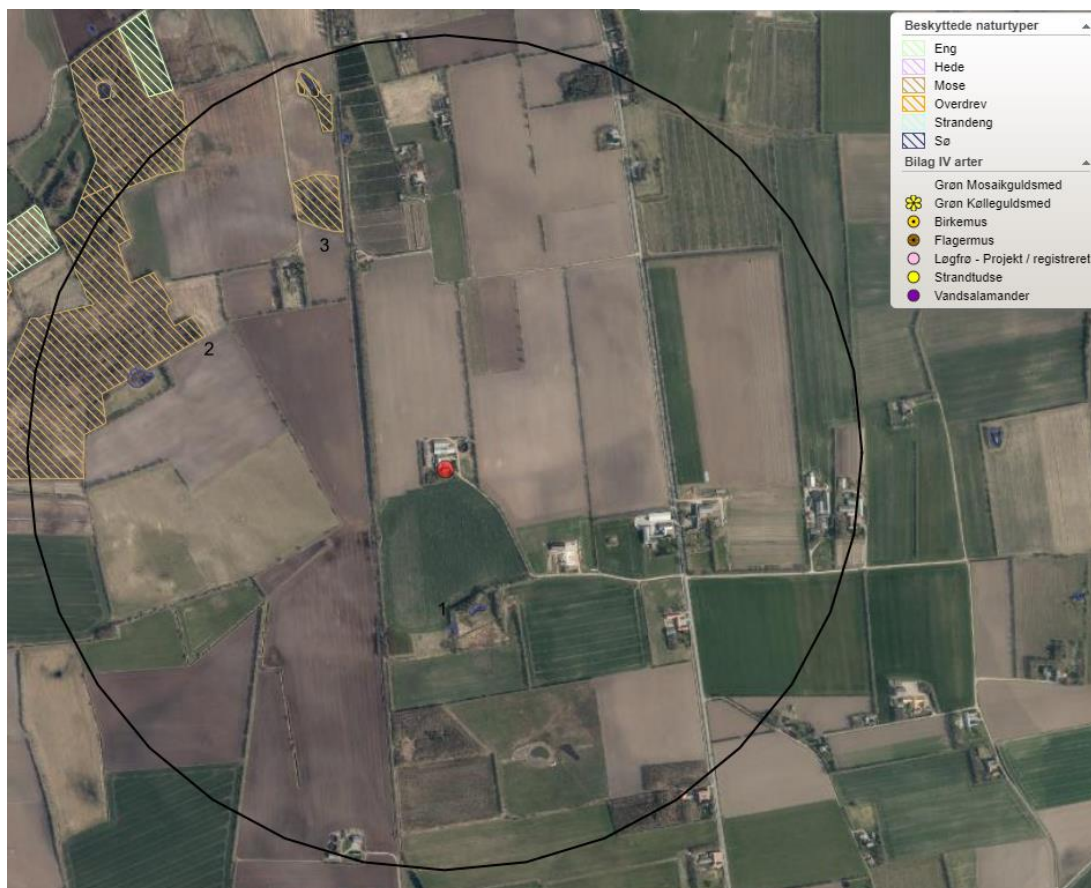 Beskyttede naturtyper
Eng
Hede
Mose
Overdrev
Strandeng
Sø
Bilag IV arter
Grøn Mosaikguldsmed
Grøn Kølleguldsmed
Birkemus
Flagermus
Løgfrø - Projekt / registreret
Strandtudse
Vandsalamander
3
2
1